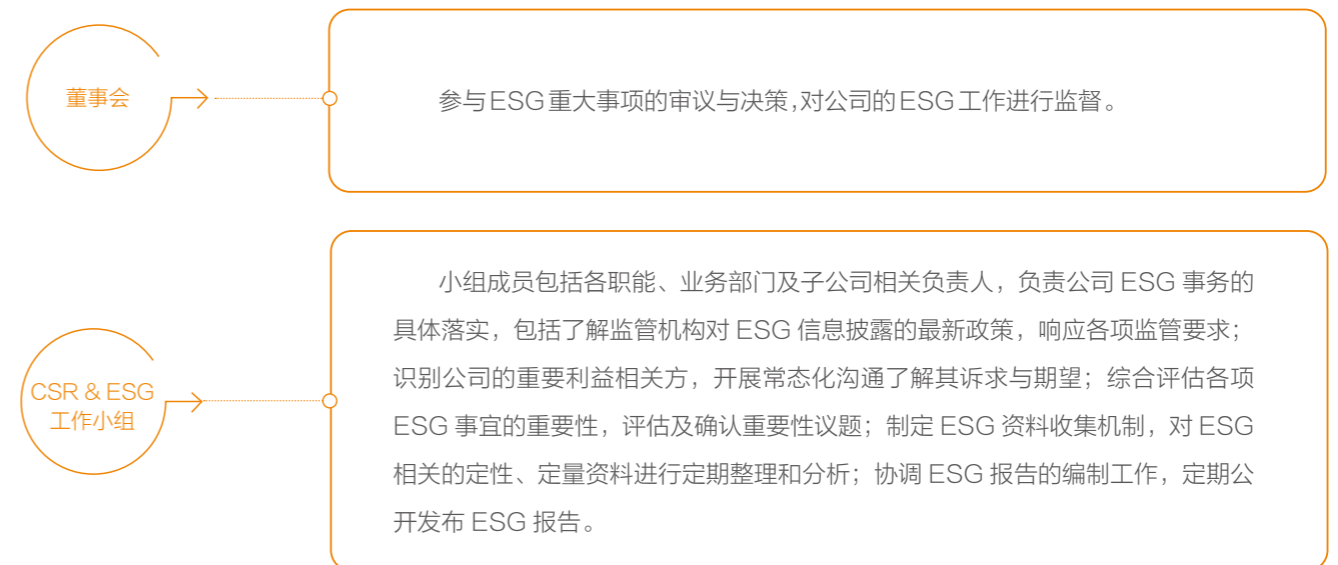 董事会
参与ESG重大事项的审议与决策,对公司的ESG工作进行监督。
CSR & ESG
工作小组
小组成员包括各职能、业务部门及子公司相关负责人，负责公司 ESG 事务的
具体落实，包括了解监管机构对 ESG 信息披露的最新政策，响应各项监管要求；
识别公司的重要利益相关方，开展常态化沟通了解其诉求与期望；综合评估各项
ESG 事宜的重要性，评估及确认重要性议题；制定 ESG 资料收集机制，对 ESG
相关的定性、定量资料进行定期整理和分析；协调 ESG 报告的编制工作，定期公
开发布 ESG 报告。